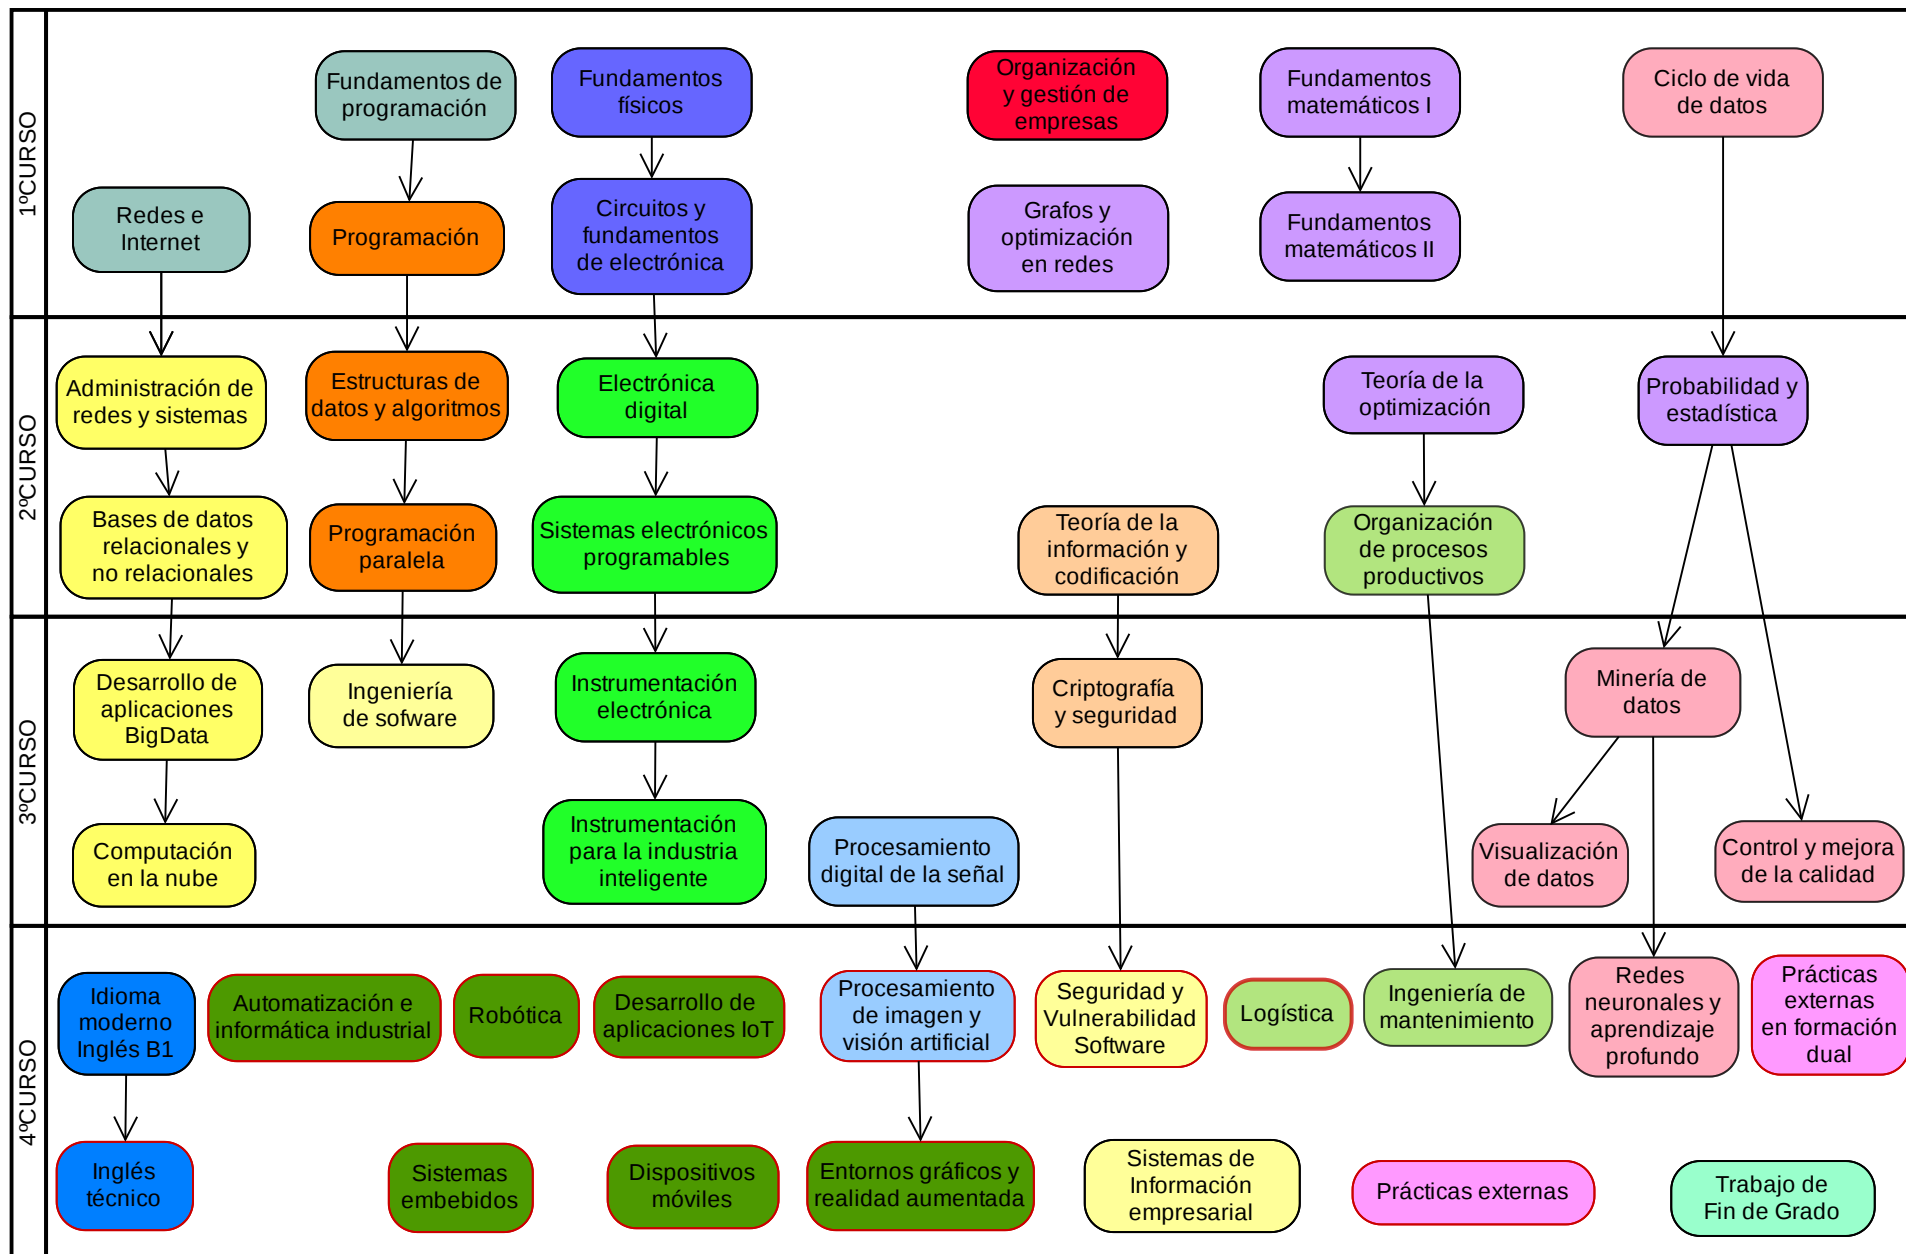 1ºCURSO
Fundamentos de
programación
Fundamentos
físicos
Organización
y gestión de
empresas
Fundamentos
matemáticos I
Ciclo de vida
de datos
Redes e
Internet
Programación
Circuitos y
fundamentos
de electrónica
Grafos y
optimización
en redes
Fundamentos
matemáticos II
2ºCURSO
Administración de
redes y sistemas
Estructuras de
datos y algoritmos
Electrónica
digital
Teoría de la
optimización
Probabilidad y
estadística
Bases de datos
relacionales y
no relacionales
Programación
paralela
Sistemas electrónicos
programables
Teoría de la
información y
codificación
Organización
de procesos
productivos
3ºCURSO
Desarrollo de
aplicaciones
BigData
Ingeniería
de sofware
Instrumentación
electrónica
Criptografía
y seguridad
Minería de
datos
Computación
en la nube
Instrumentación
para la industria
inteligente
Procesamiento
digital de la señal
Visualización
de datos
Control y mejora
de la calidad
4ºCURSO
Idioma
moderno
Inglés B1
Automatización e
informática industrial
Robótica
Desarrollo de
aplicaciones IoT
Procesamiento
de imagen y
visión artificial
Seguridad y
Vulnerabilidad
Software
Logística
Ingeniería de
mantenimiento
Redes
neuronales y
aprendizaje
profundo
Prácticas
externas
en formación
dual
Inglés
técnico
Sistemas
embebidos
Dispositivos
móviles
Entornos gráficos y
realidad aumentada
Sistemas de
Información
empresarial
Prácticas externas
Trabajo de
Fin de Grado